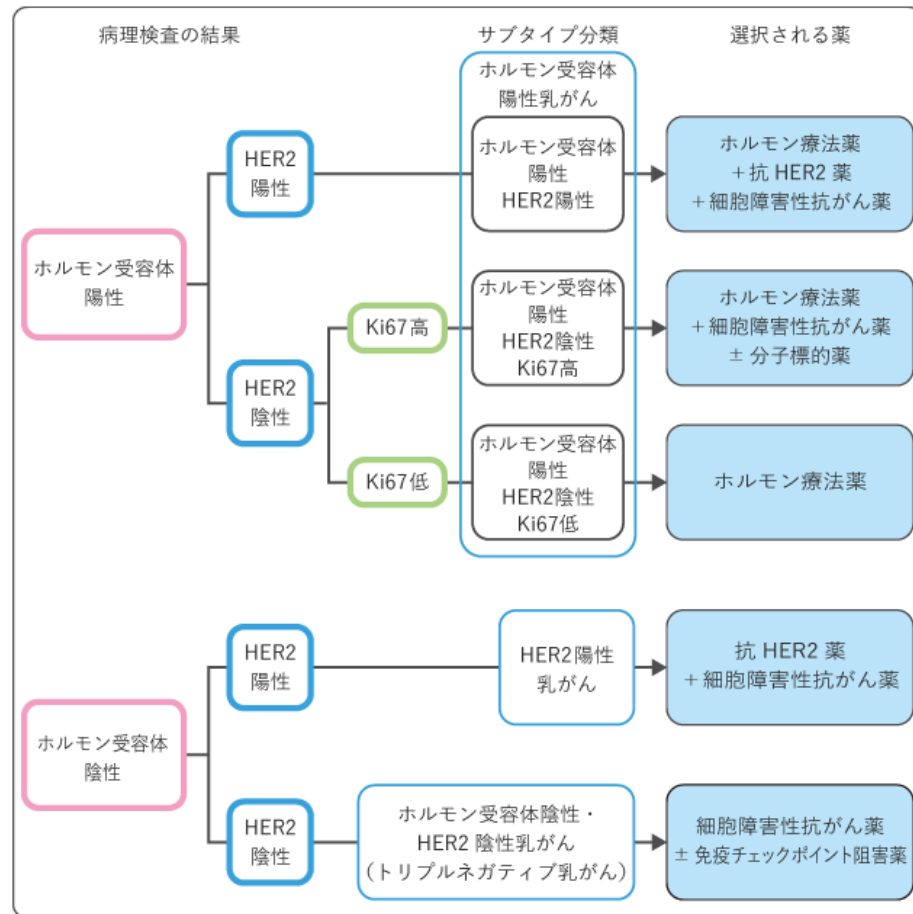 病理検査の結果
サブタイプ分類
選択される薬
ホルモン受容体
陽性乳がん
ホルモン受容体
陽性
HER2
陽性
ホルモン受容体
陽性
HER2陽性
ホルモン療法薬
+抗 HER2 薬
+細胞障害性抗がん薬
HER2
陰性
Ki67高
ホルモン受容体
陽性
HER2陰性
Ki67高
ホルモン療法薬
+細胞障害性抗がん薬
± 分子標的薬
Ki67低
ホルモン受容体
陽性
HER2陰性
Ki67低
ホルモン療法薬
ホルモン受容体
陰性
HER2
陽性
HER2陽性
乳がん
抗 HER2 薬
+細胞障害性抗がん薬
HER2
陰性
ホルモン受容体陰性・
HER2 陰性乳がん
(トリプルネガティブ乳がん)
細胞障害性抗がん薬
± 免疫チェックポイント阻害薬